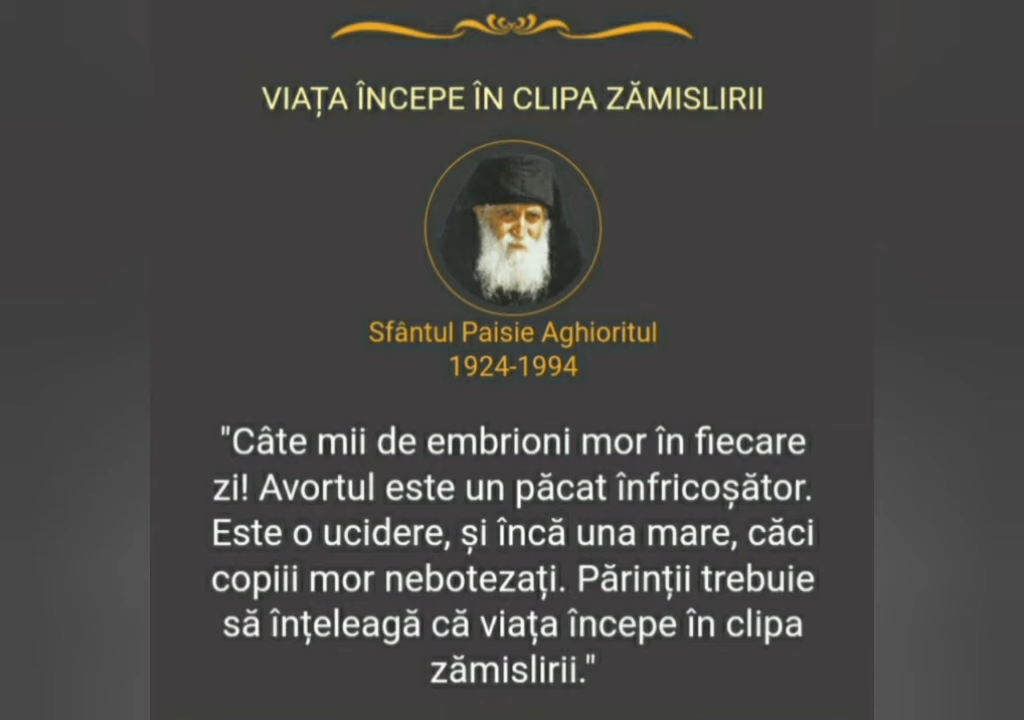 VIAȚA ÎNCEPE ÎN CLIPA ZĂMISLIRII
Sfântul Paisie Aghioritul
1924-1994
"Câte mii de embrioni mor în fiecare
zi! Avortul este un păcat înfricoșător.
Este o ucidere, și încă una mare, căci
copiii mor nebotezați. Părinții trebuie
să înțeleagă că viața începe în clipa
zămislirii."